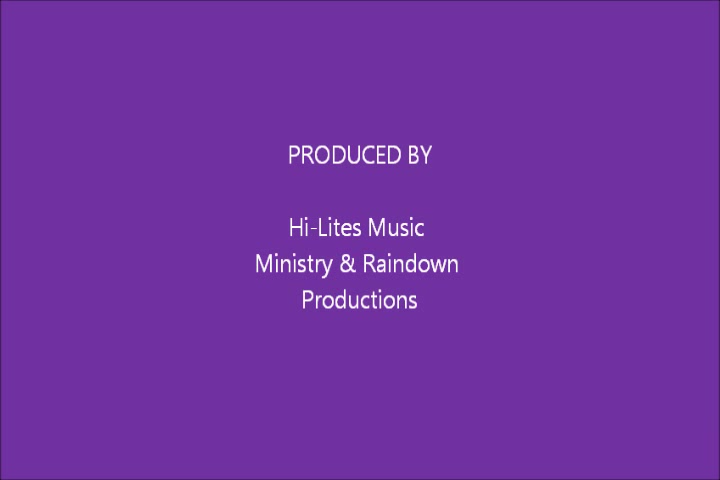 PRODUCED BY
Hi-Lites Music
Ministry & Raindown
Productions